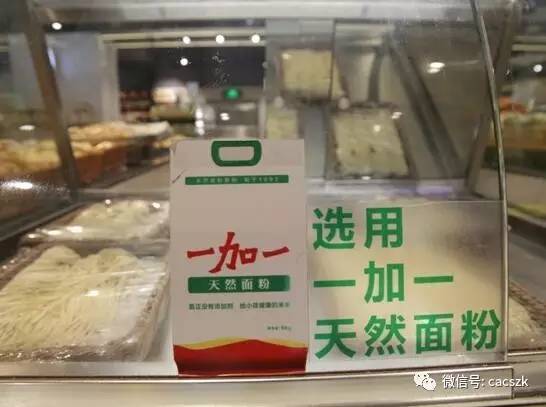 一加一
天然面粉
选用
一加一
天然面粉
微信号: cacszk